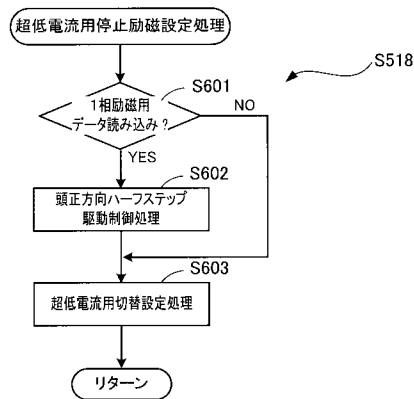 超低電流用停止励磁設定処理
S518
S601
1相励磁用
データ読み込み?
NO
YES
S602
頭正方向ハーフステップ
駆動制御処理
S603
超低電流用切替設定処理
リターン